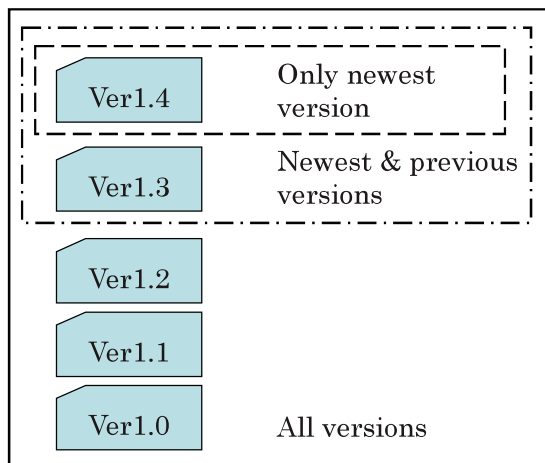 Ver1.4
Only newest
version
Ver1.3
Newest & previous
versions
Ver1.2
Ver1.1
Ver1.0
All versions